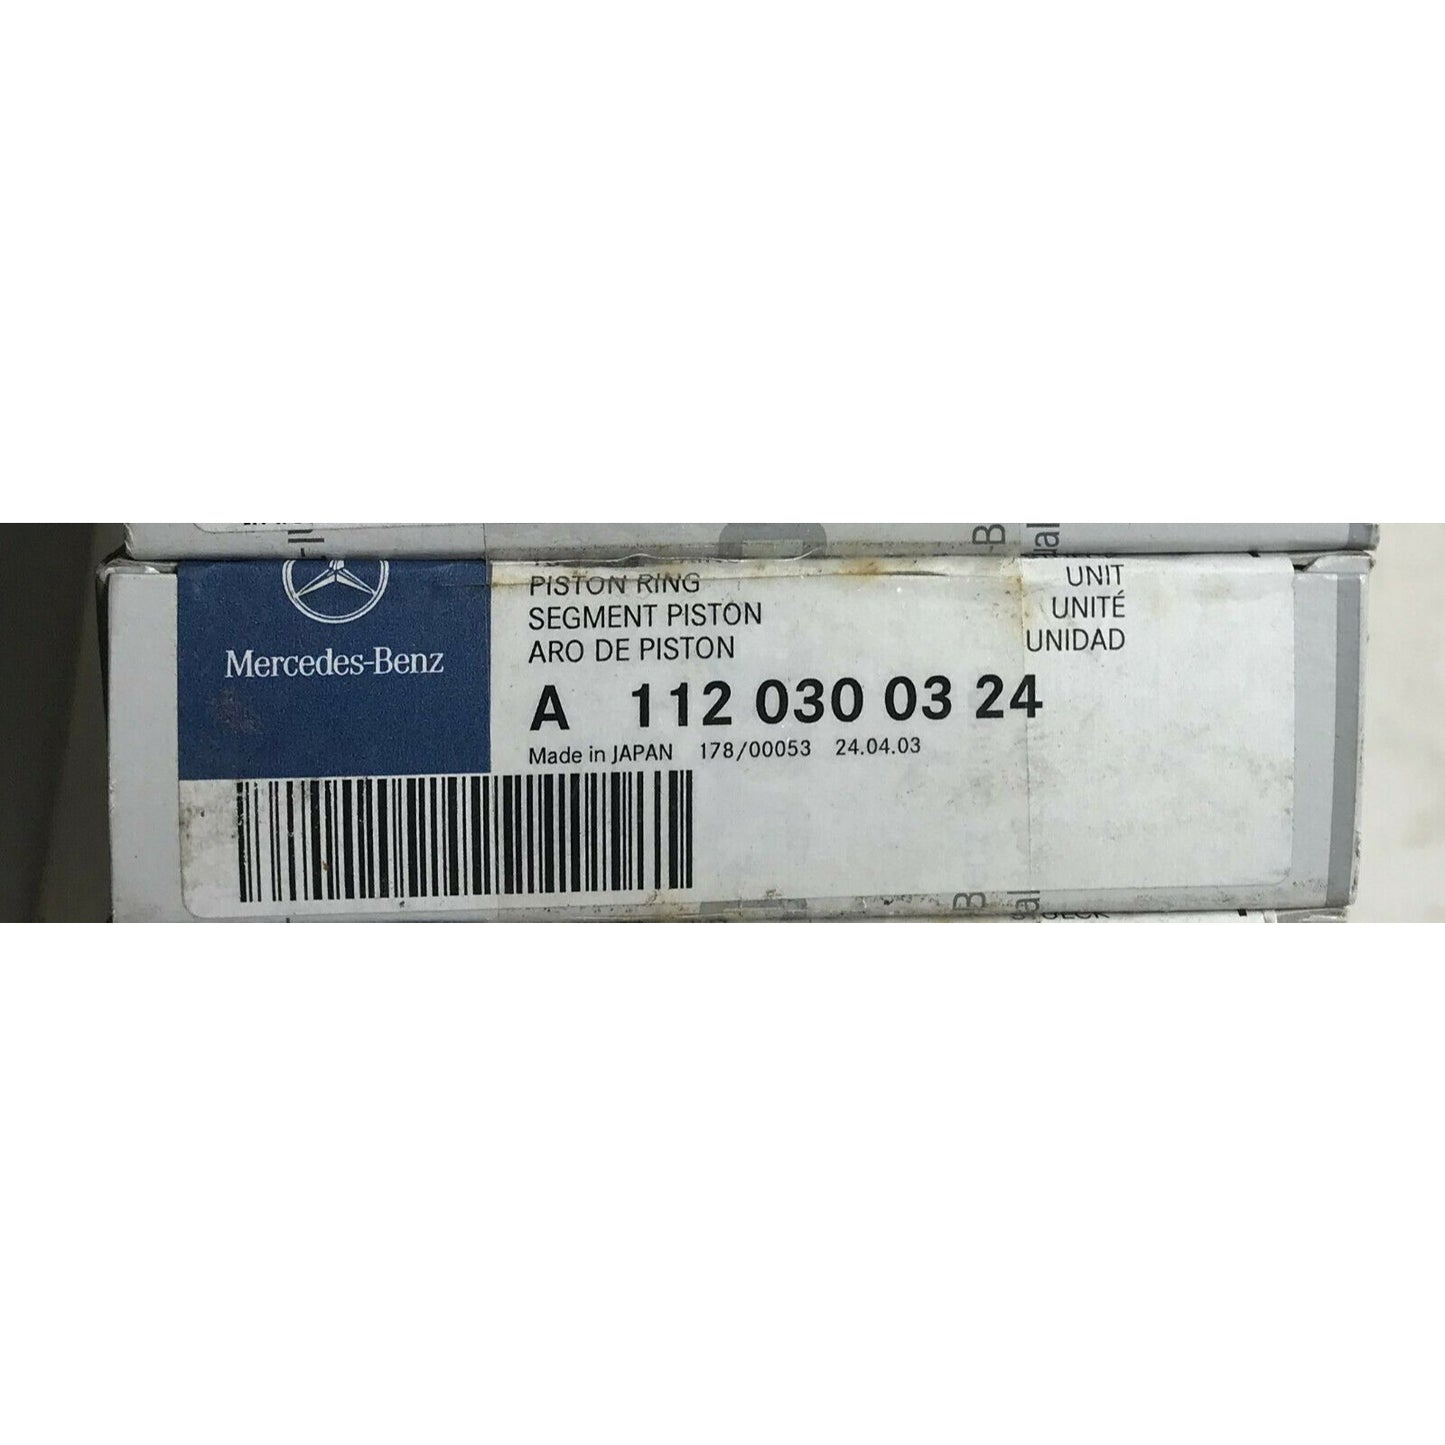 Mercedes-Benz
PISTON RING
SEGMENT PISTON
ARO DE PISTON
UNIT
UNITÉ
UNIDAD
A 112 030 03 24
Made in JAPAN 178/00053 24.04.03